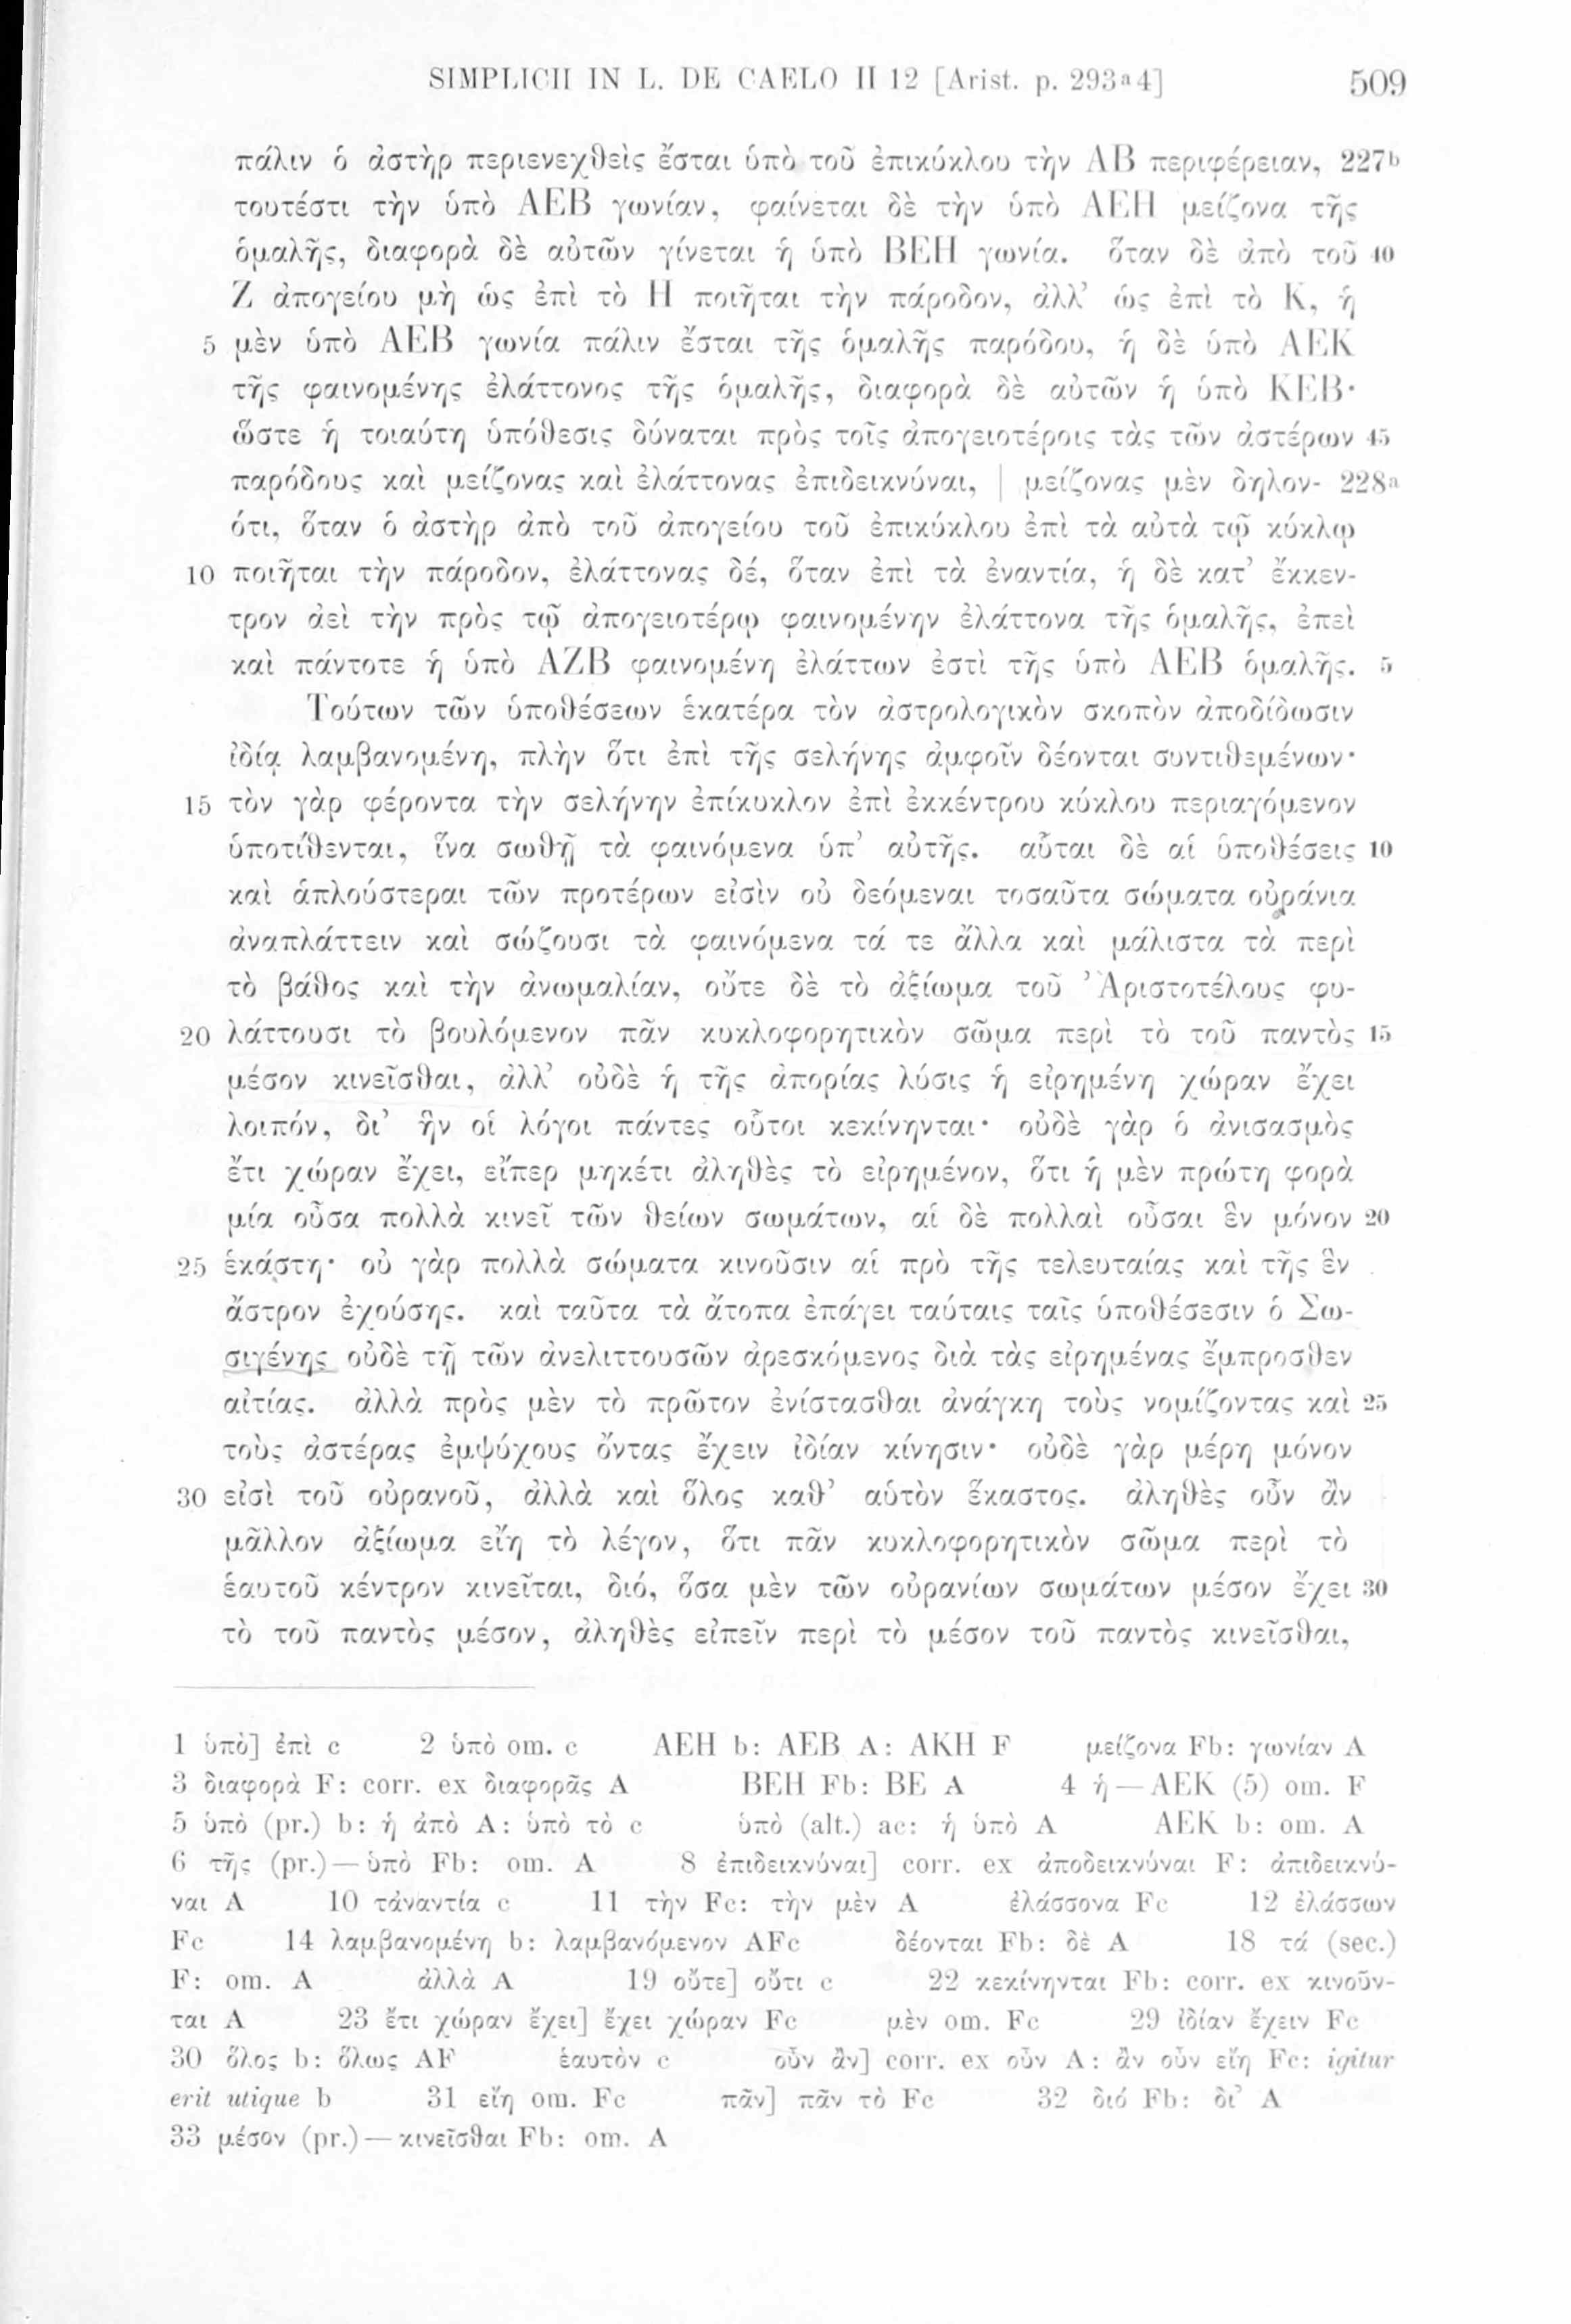 SIMPLICII IN L. DE CAELO II 12 [Arist. p. 293ᵃ4] 509
πάλιν ὁ ἀστὴρ περιενεχθεὶς ἔσται ὑπὸ τοῦ ἐπικύκλου τὴν ΑΒ περιφέρειαν, 227ᵇ
τουτέστι τὴν ὑπὸ ΑΕΒ γωνίαν, φαίνεται δὲ τὴν ὑπὸ ΑΕΗ μείζονα τῆς
ὁμαλῆς, διαφορὰ δὲ αὐτῶν γίνεται ἡ ὑπὸ ΒΕΗ γωνία. ὅταν δὲ ἀπὸ τοῦ 40
Ζ ἀπογείου μὴ ὡς ἐπὶ τὸ Η ποιῆται τὴν πάροδον, ἀλλ’ ὡς ἐπὶ τὸ Κ, ἡ
5 μὲν ὑπὸ ΑΕΒ γωνία πάλιν ἔσται τῆς ὁμαλῆς παρόδου, ἡ δὲ ὑπὸ ΑΕΚ
τῆς φαινομένης ἐλάττονος τῆς ὁμαλῆς, διαφορὰ δὲ αὐτῶν ἡ ὑπὸ ΚΕΒ·
ὥστε ἡ τοιαύτη ὑπόθεσις δύναται πρὸς τοῖς ἀπογειοτέροις τὰς τῶν ἀστέρων 45
παρόδους καὶ μείζονας καὶ ἐλάττονας ἐπιδεικνύναι, | μείζονας μὲν δηλον- 228ᵃ
ότι, ὅταν ὁ ἀστὴρ ἀπὸ τοῦ ἀπογείου τοῦ ἐπικύκλου ἐπὶ τὰ αὐτὰ τῷ κύκλῳ
10 ποιῆται τὴν πάροδον, ἐλάττονας δέ, ὅταν ἐπὶ τὰ ἐναντία, ἡ δὲ κατ’ ἔκκεν-
τρον ἀεὶ τὴν πρὸς τῷ ἀπογειοτέρῳ φαινομένην ἐλάττονα τῆς ὁμαλῆς, ἐπεὶ
καὶ πάντοτε ἡ ὑπὸ ΑΖΒ φαινομένη ἐλάττων ἐστὶ τῆς ὑπὸ ΑΕΒ ὁμαλῆς. 5
Τούτων τῶν ὑποθέσεων ἑκατέρα τὸν ἀστρολογικὸν σκοπὸν ἀποδίδωσιν
ἰδίᾳ λαμβανομένη, πλὴν ὅτι ἐπὶ τῆς σελήνης ἀμφοῖν δέονται συντιθεμένων·
15 τὸν γὰρ φέροντα τὴν σελήνην ἐπίκυκλον ἐπὶ ἐκκέντρου κύκλου περιαγόμενον
ὑποτίθενται, ἵνα σωθῇ τὰ φαινόμενα ὑπ’ αὐτῆς. αὗται δὲ αἱ ὑποθέσεις 10
καὶ ἁπλούστεραι τῶν προτέρων εἰσὶν οὐ δεόμεναι τοσαῦτα σώματα οὐράνια
ἀναπλάττειν καὶ σώζουσι τὰ φαινόμενα τά τε ἄλλα καὶ μάλιστα τὰ περὶ
τὸ βάθος καὶ τὴν ἀνωμαλίαν, οὔτε δὲ τὸ ἀξίωμα τοῦ Ἀριστοτέλους φυ-
20 λάττουσι τὸ βουλόμενον πᾶν κυκλοφορητικὸν σῶμα περὶ τὸ τοῦ παντὸς 15
μέσον κινεῖσθαι, ἀλλ’ οὐδὲ ἡ τῆς ἀπορίας λύσις ἡ εἰρημένη χώραν ἔχει
λοιπόν, δι’ ἣν οἱ λόγοι πάντες οὗτοι κεκίνηνται· οὐδὲ γὰρ ὁ ἀνισασμὸς
ἔτι χώραν ἔχει, εἴπερ μηκέτι ἀληθὲς τὸ εἰρημένον, ὅτι ἡ μὲν πρώτη φορὰ
μία οὖσα πολλὰ κινεῖ τῶν θείων σωμάτων, αἱ δὲ πολλαὶ οὖσαι ἓν μόνον 20
25 ἑκάστη· οὐ γὰρ πολλὰ σώματα κινοῦσιν αἱ πρὸ τῆς τελευταίας καὶ τῆς ἓν
ἄστρον ἐχούσης. καὶ ταῦτα τὰ ἄτοπα ἐπάγει ταύταις ταῖς ὑποθέσεσιν ὁ Σω-
σιγένης οὐδὲ τῇ τῶν ἀνελιττουσῶν ἀρεσκόμενος διὰ τὰς εἰρημένας ἔμπροσθεν
αἰτίας. ἀλλὰ πρὸς μὲν τὸ πρῶτον ἐνίστασθαι ἀνάγκη τοὺς νομίζοντας καὶ 25
τοὺς ἀστέρας ἐμψύχους ὄντας ἔχειν ἰδίαν κίνησιν· οὐδὲ γὰρ μέρη μόνον
30 εἰσὶ τοῦ οὐρανοῦ, ἀλλὰ καὶ ὅλος καθ’ αὑτὸν ἕκαστος. ἀληθὲς οὖν ἂν
μᾶλλον ἀξίωμα εἴη τὸ λέγον, ὅτι πᾶν κυκλοφορητικὸν σῶμα περὶ τὸ
ἑαυτοῦ κέντρον κινεῖται, διό, ὅσα μὲν τῶν οὐρανίων σωμάτων μέσον ἔχει 30
τὸ τοῦ παντὸς μέσον, ἀληθὲς εἰπεῖν περὶ τὸ μέσον τοῦ παντὸς κινεῖσθαι,
1 ὑπὸ] ἐπὶ c 2 ὑπὸ om. c ΑΕΗ b: ΑΕΒ A: ΑΚΗ F μείζονα Fb: γωνίαν A
3 διαφορὰ F: corr. ex διαφορᾶς A ΒΕΗ Fb: ΒΕ A 4 ἡ — ΑΕΚ (5) om. F
5 ὑπὸ (pr.) b: ἡ ἀπὸ A: ὑπὸ τὸ c ὑπὸ (alt.) ac: ἡ ὑπὸ A ΑΕΚ b: om. A
6 τῆς (pr.) — ὑπὸ Fb: om. A 8 ἐπιδεικνύναι] corr. ex ἀποδεικνύναι F: ἀπιδεικνύ-
ναι A 10 τἀναντία c 11 τὴν Fc: τὴν μὲν A ἐλάσσονα Fc 12 ἐλάσσων
Fc 14 λαμβανομένη b: λαμβανόμενον AFc δέονται Fb: δὲ A 18 τά (sec.)
F: om. A ἀλλὰ A 19 οὔτε] οὔτι c 22 κεκίνηνται Fb: corr. ex κινοῦν-
ται A 23 ἔτι χώραν ἔχει] ἔχει χώραν Fc μὲν om. Fc 29 ἰδίαν ἔχειν Fc
30 ὅλος b: ὅλως AF ἑαυτὸν c οὖν ἂν] corr. ex οὖν A: ἂν οὖν εἴη Fc: igitur
erit utique b 31 εἴη om. Fc πᾶν] πᾶν τὸ Fc 32 διό Fb: δι’ A
33 μέσον (pr.) — κινεῖσθαι Fb: om. A